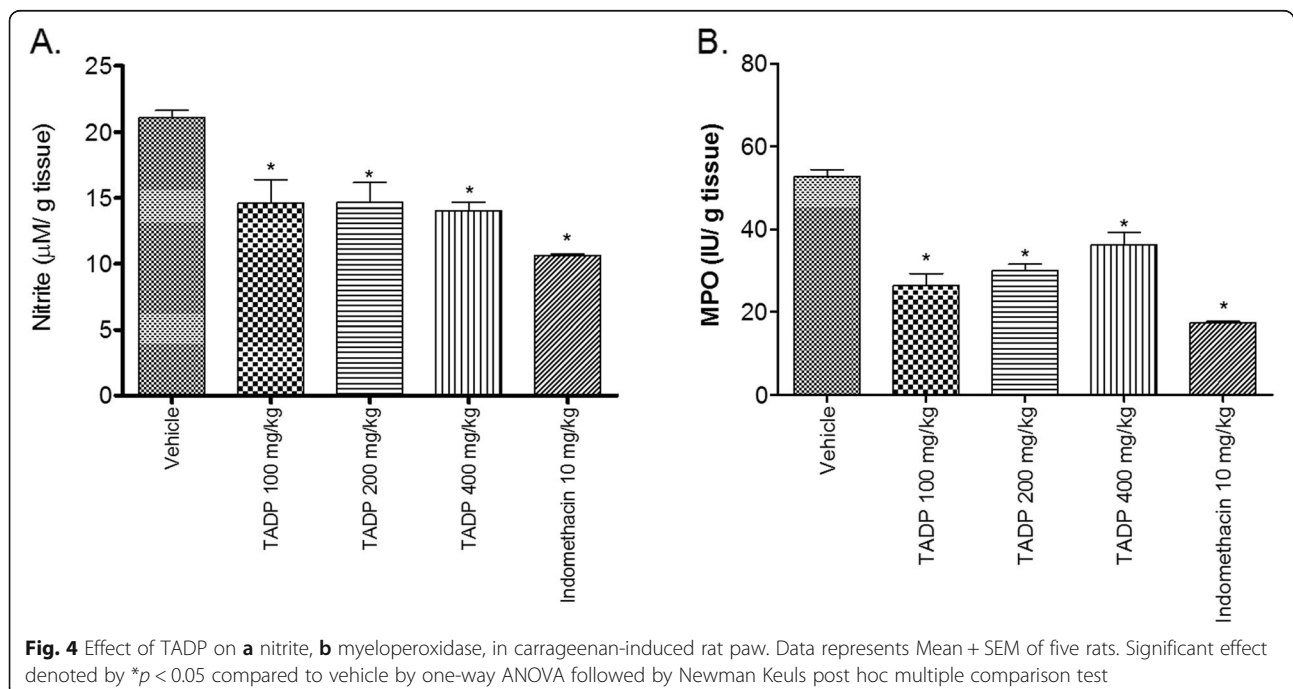 A.
25
20
15
10
5
0
Nitrite (µM/ g tissue)
*
*
*
*
Vehicle
TADP 100 mg/kg
TADP 200 mg/kg
TADP 400 mg/kg
Indomethacin 10 mg/kg
B.
80
60
40
20
0
MPO (IU/ g tissue)
*
*
*
*
Vehicle
TADP 100 mg/kg
TADP 200 mg/kg
TADP 400 mg/kg
Indomethacin 10 mg/kg
Fig. 4 Effect of TADP on a nitrite, b myeloperoxidase, in carrageenan-induced rat paw. Data represents Mean + SEM of five rats. Significant effect
denoted by *p < 0.05 compared to vehicle by one-way ANOVA followed by Newman Keuls post hoc multiple comparison test